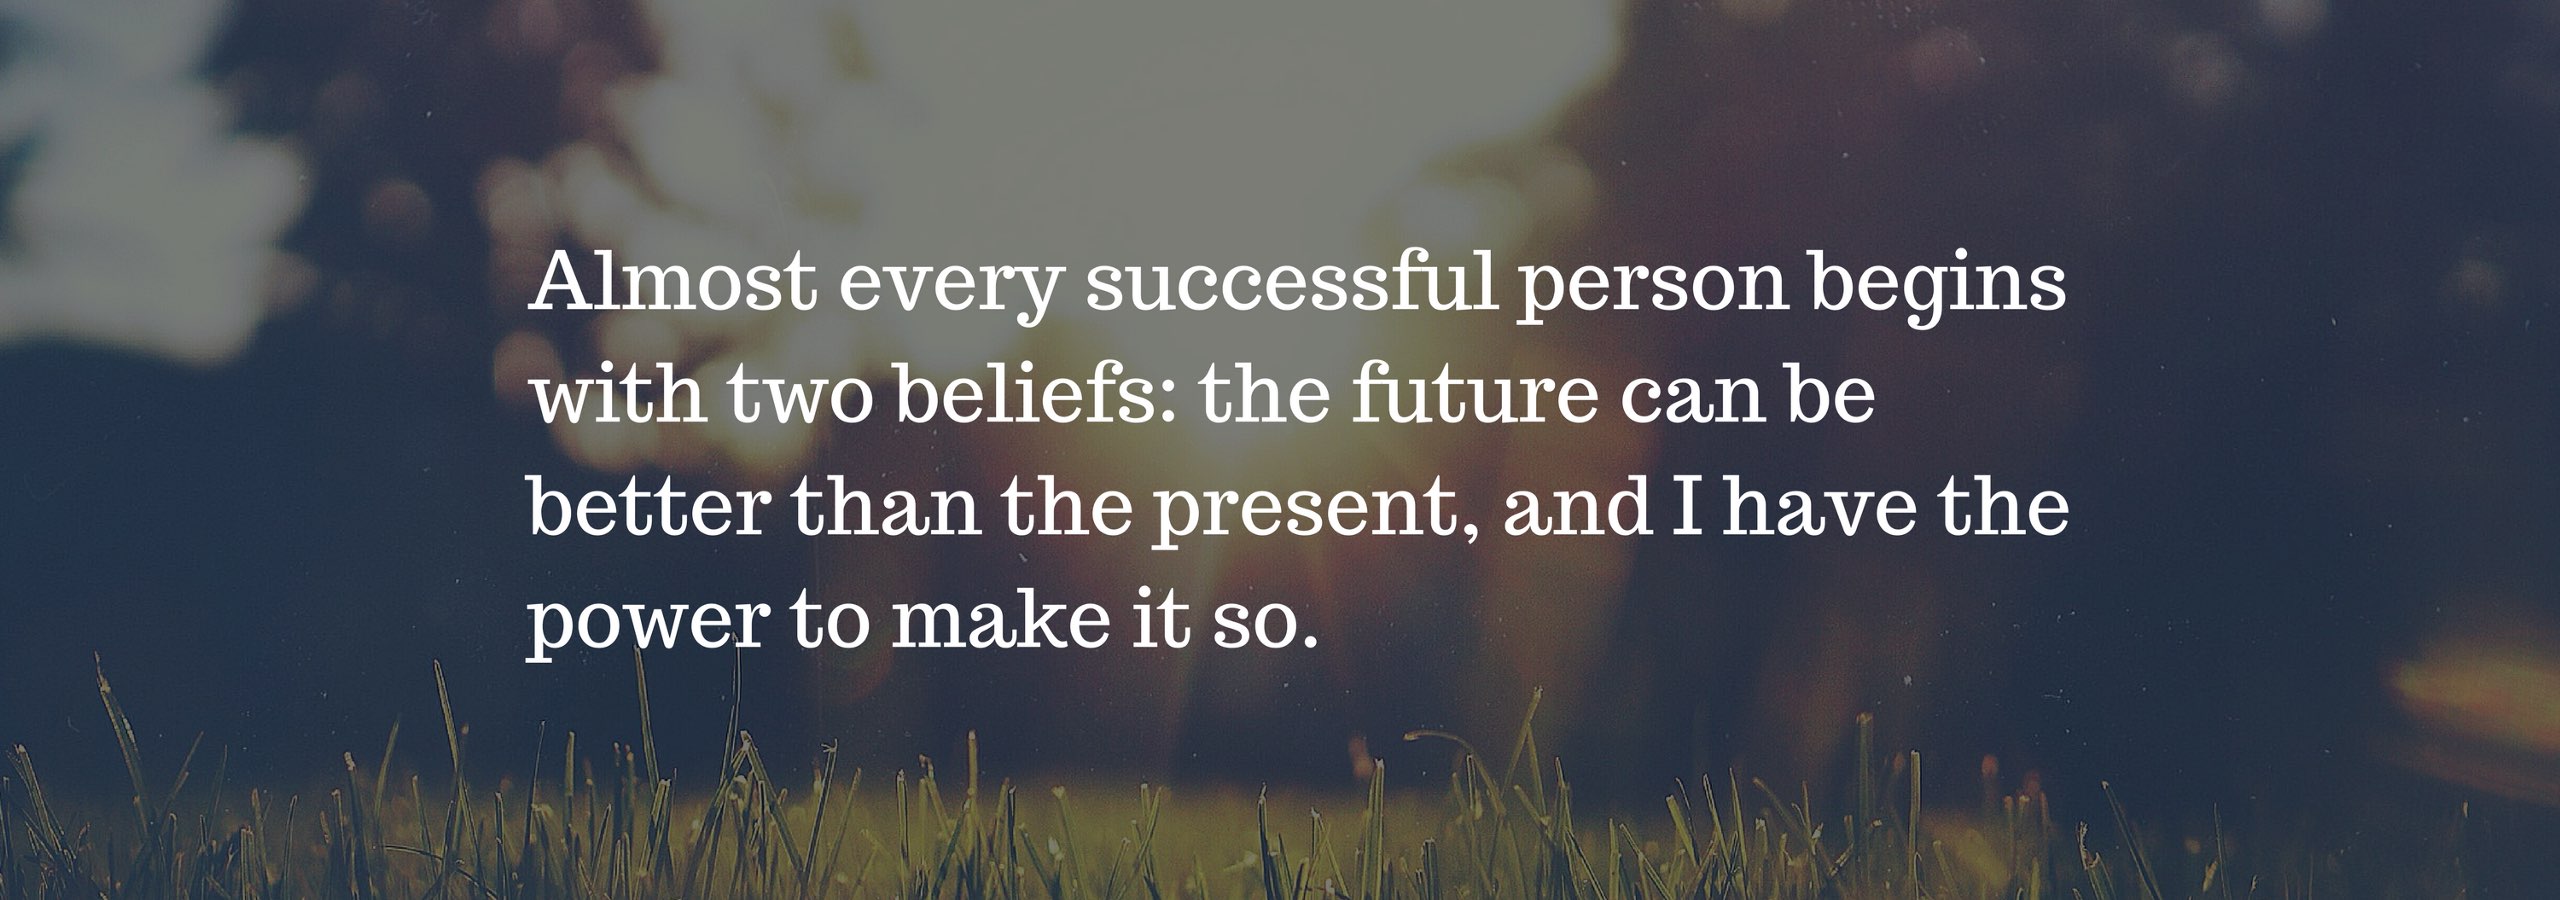 Almost every successful person begins
with two beliefs: the future can be
better than the present, and I have the
power to make it so.